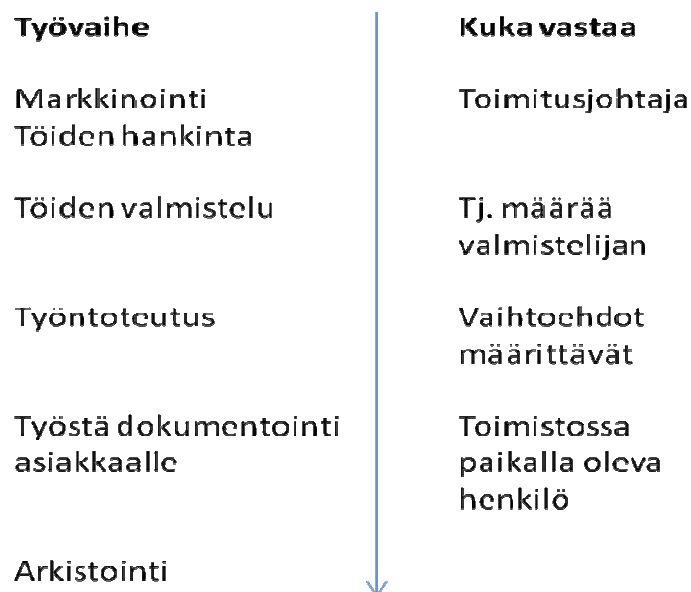 Työvaihe
Kuka vastaa
Markkinointi
Töiden hankinta
Toimitusjohtaja
Töiden valmistelu
Tj. määrää
valmistelijan
Työntoteutus
Vaihtoehdot
määrittävät
Työstä dokumentointi
asiakkaalle
Toimistossa
paikalla oleva
henkilö
Arkistointi